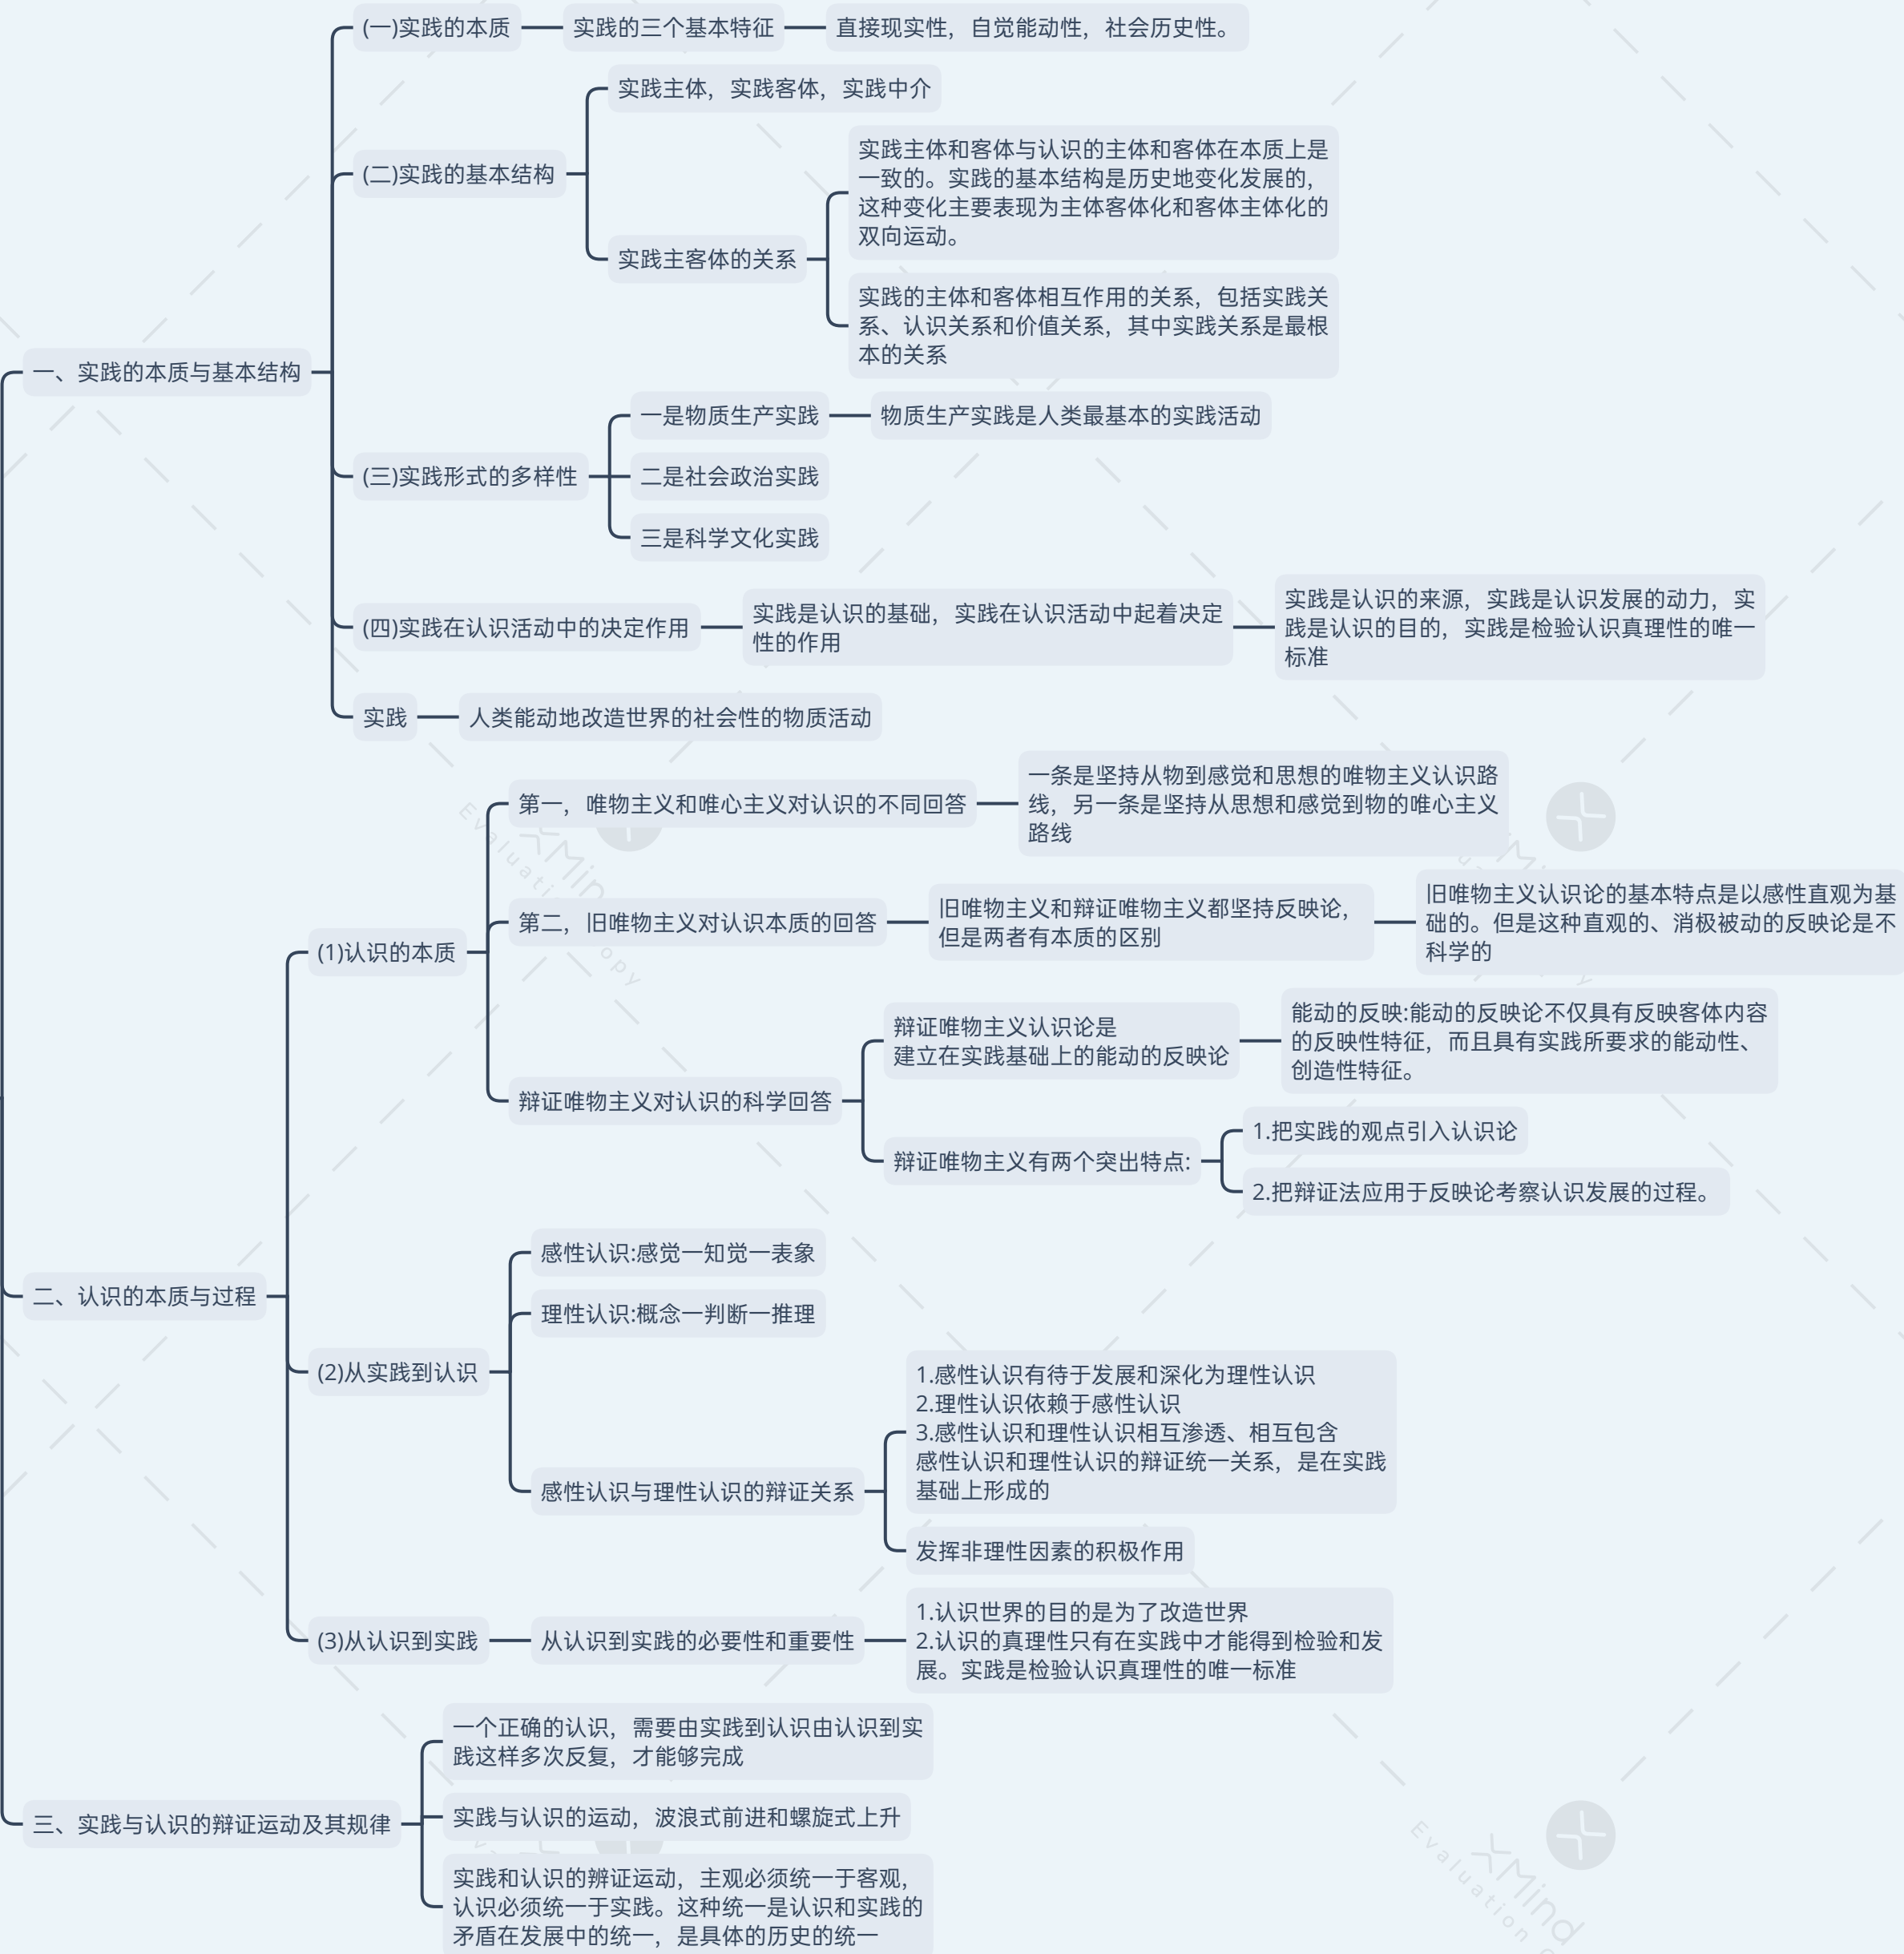 (一)实践的本质
实践的三个基本特征
直接现实性，自觉能动性，社会历史性。
实践主体，实践客体，实践中介
(二)实践的基本结构
实践主体和客体与认识的主体和客体在本质上是
一致的。实践的基本结构是历史地变化发展的，
这种变化主要表现为主体客体化和客体主体化的
双向运动。
实践主客体的关系
实践的主体和客体相互作用的关系，包括实践关
系、认识关系和价值关系，其中实践关系是最根
本的关系
一、实践的本质与基本结构
一是物质生产实践
物质生产实践是人类最基本的实践活动
(三)实践形式的多样性
二是社会政治实践
三是科学文化实践
(四)实践在认识活动中的决定作用
实践是认识的基础，实践在认识活动中起着决定
性的作用
实践是认识的来源，实践是认识发展的动力，实
践是认识的目的，实践是检验认识真理性的唯一
标准
实践
人类能动地改造世界的社会性的物质活动
第一，唯物主义和唯心主义对认识的不同回答
一条是坚持从物到感觉和思想的唯物主义认识路
线，另一条是坚持从思想和感觉到物的唯心主义
路线
第二，旧唯物主义对认识本质的回答
旧唯物主义和辩证唯物主义都坚持反映论，
但是两者有本质的区别
旧唯物主义认识论的基本特点是以感性直观为基
础的。但是这种直观的、消极被动的反映论是不
科学的
(1)认识的本质
辩证唯物主义认识论是
建立在实践基础上的能动的反映论
能动的反映:能动的反映论不仅具有反映客体内容
的反映性特征，而且具有实践所要求的能动性、
创造性特征。
辩证唯物主义对认识的科学回答
辩证唯物主义有两个突出特点:
1.把实践的观点引入认识论
2.把辩证法应用于反映论考察认识发展的过程。
二、认识的本质与过程
感性认识:感觉一知觉一表象
理性认识:概念一判断一推理
(2)从实践到认识
1.感性认识有待于发展和深化为理性认识
2.理性认识依赖于感性认识
3.感性认识和理性认识相互渗透、相互包含
感性认识和理性认识的辩证统一关系，是在实践
基础上形成的
感性认识与理性认识的辩证关系
发挥非理性因素的积极作用
(3)从认识到实践
从认识到实践的必要性和重要性
1.认识世界的目的是为了改造世界
2.认识的真理性只有在实践中才能得到检验和发
展。实践是检验认识真理性的唯一标准
一个正确的认识，需要由实践到认识由认识到实
践这样多次反复，才能够完成
三、实践与认识的辩证运动及其规律
实践与认识的运动，波浪式前进和螺旋式上升
实践和认识的辨证运动，主观必须统一于客观，
认识必须统一于实践。这种统一是认识和实践的
矛盾在发展中的统一，是具体的历史的统一
XMind
Evaluation